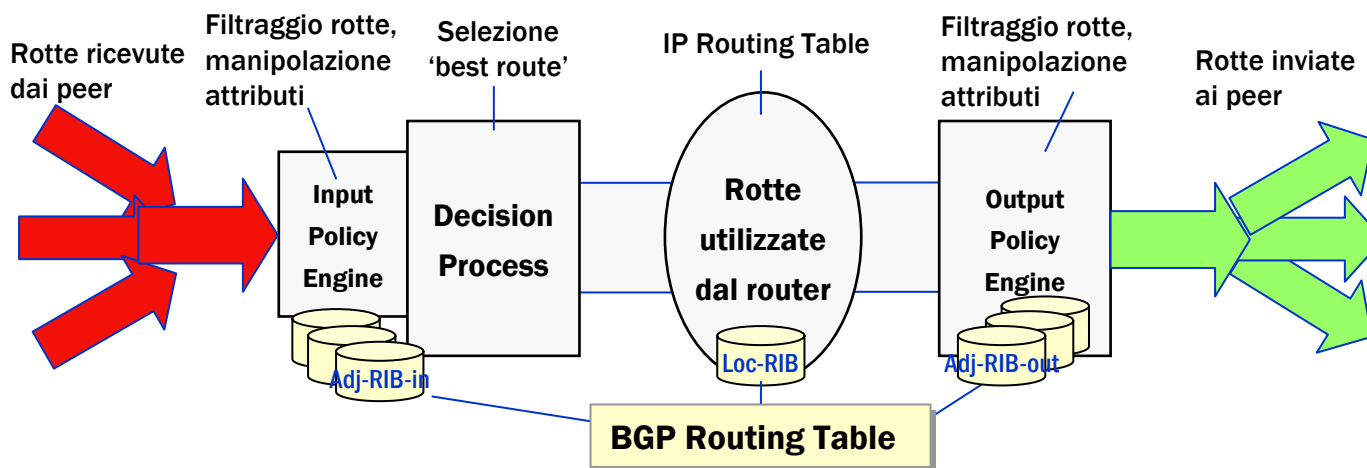 Rotte ricevute
dai peer
Filtraggio rotte,
manipolazione
attributi
Selezione
‘best route’
IP Routing Table
Filtraggio rotte,
manipolazione
attributi
Rotte inviate
ai peer
Input
Policy
Engine
Decision
Process
Rotte
utilizzate
dal router
Output
Policy
Engine
Adj-RIB-in
Loc-RIB
Adj-RIB-out
BGP Routing Table